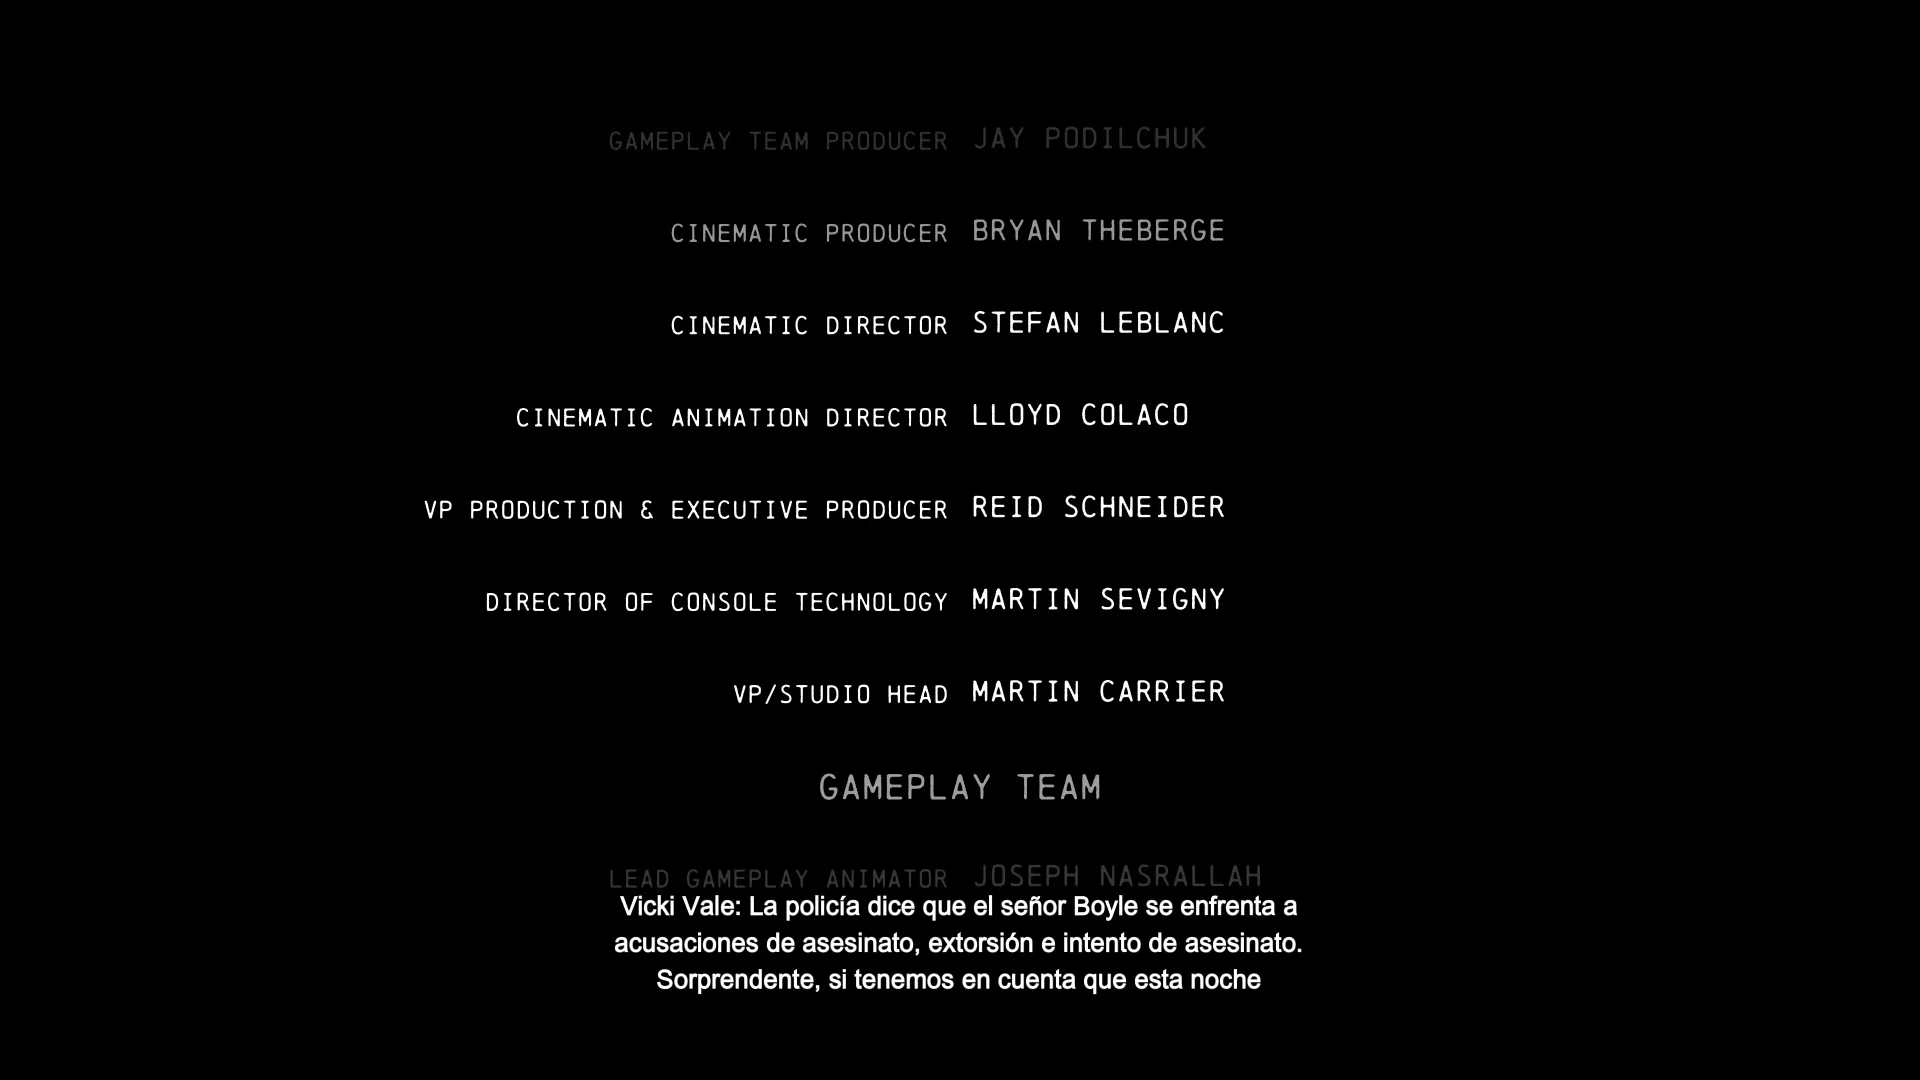 GAMEPLAY TEAM PRODUCER JAY PODILCHUK
CINEMATIC PRODUCER BRYAN THEBERGE
CINEMATIC DIRECTOR STEFAN LEBLANC
CINEMATIC ANIMATION DIRECTOR LLOYD COLACO
VP PRODUCTION & EXECUTIVE PRODUCER REID SCHNEIDER
DIRECTOR OF CONSOLE TECHNOLOGY MARTIN SEVIGNY
VP/STUDIO HEAD MARTIN CARRIER
GAMEPLAY TEAM
LEAD GAMEPLAY ANIMATOR JOSEPH NASRALLAH
Vicki Vale: La policía dice que el señor Boyle se enfrenta a
acusaciones de asesinato, extorsión e intento de asesinato.
Sorprendente, si tenemos en cuenta que esta noche